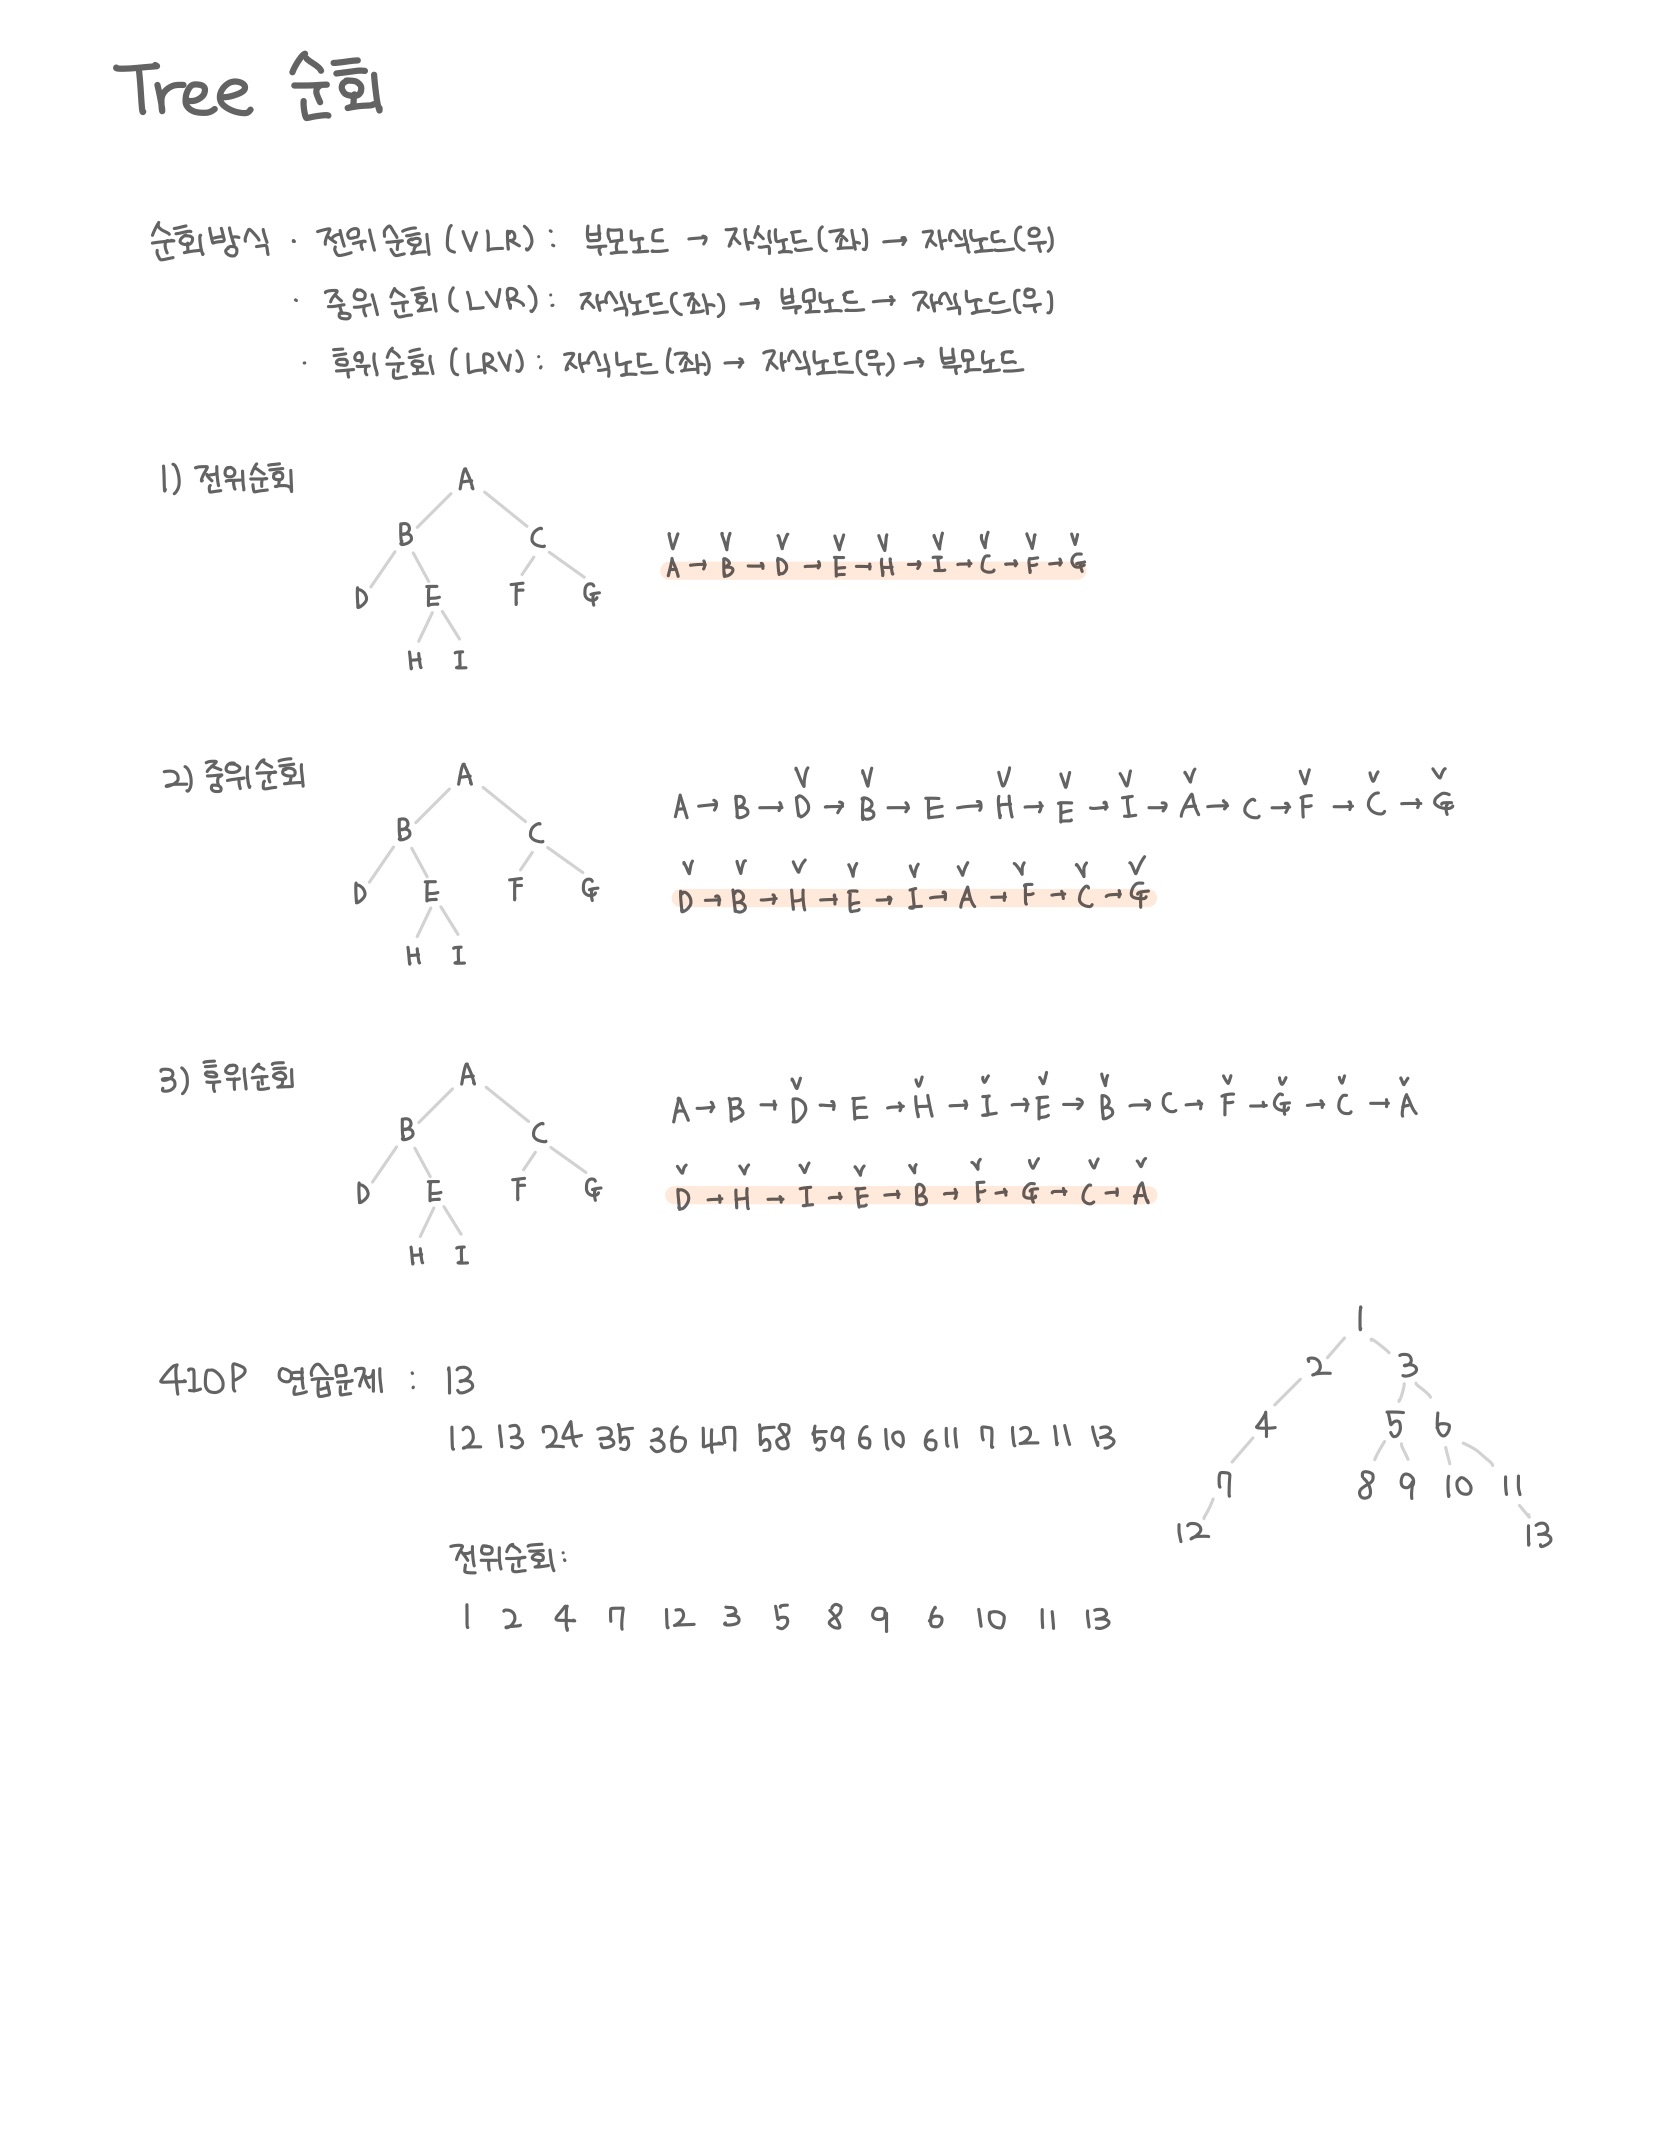 Tree 순회
순회방식 · 전위 순회 (VLR) : 부모노드 → 자식노드(좌) → 자식노드(우)
· 중위 순회 (LVR) : 자식노드(좌) → 부모노드 → 자식노드(우)
· 후위 순회 (LRV) : 자식노드 (좌) → 자식노드(우) → 부모노드
1) 전위순회
A
B C
D E F G
H I
V V V V V V V V V
A → B → D → E → H → I → C → F → G
2) 중위순회
A
B C
D E F G
H I
V V V V V V V V V
A → B → D → B → E → H → E → I → A → C → F → C → G
V V V V V V V V V
D → B → H → E → I → A → F → C → G
3) 후위순회
A
B C
D E F G
H I
V V V V V V V V V
A → B → D → E → H → I → E → B → C → F → G → C → A
V V V V V V V V V
D → H → I → E → B → F → G → C → A
410P 연습문제 : 13
12 13 24 35 36 47 58 59 6 10 6 11 7 12 11 13
1
2 3
4 5 6
7 8 9 10 11
12 13
전위순회:
1 2 4 7 12 3 5 8 9 6 10 11 13